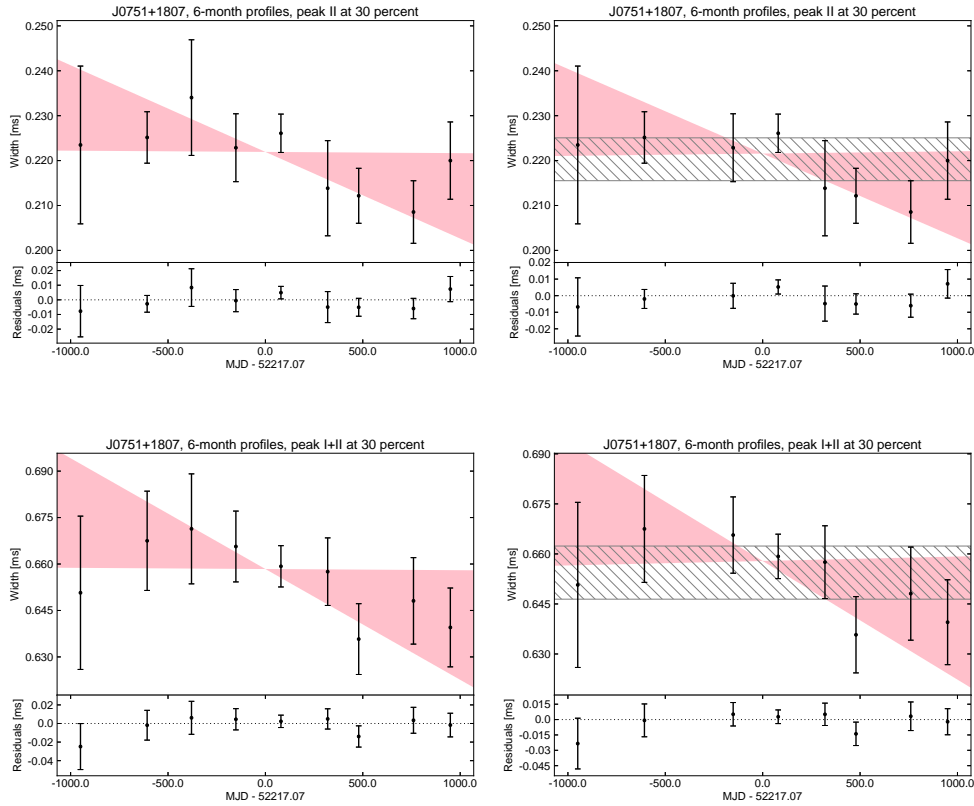 J0751+1807, 6-month profiles, peak II at 30 percent
0.250
0.240
0.230
0.220
0.210
0.200
Width [ms]
0.02
0.01
0.0
-0.01
-0.02
Residuals [ms]
-1000.0 -500.0 0.0 500.0 1000.0
MJD - 52217.07
J0751+1807, 6-month profiles, peak II at 30 percent
0.250
0.240
0.230
0.220
0.210
0.200
Width [ms]
0.02
0.01
0.0
-0.01
-0.02
Residuals [ms]
-1000.0 -500.0 0.0 500.0 1000.0
MJD - 52217.07
J0751+1807, 6-month profiles, peak I+II at 30 percent
0.690
0.675
0.660
0.645
0.630
Width [ms]
0.02
0.0
-0.02
-0.04
Residuals [ms]
-1000.0 -500.0 0.0 500.0 1000.0
MJD - 52217.07
J0751+1807, 6-month profiles, peak I+II at 30 percent
0.690
0.675
0.660
0.645
0.630
Width [ms]
0.015
0.0
-0.015
-0.03
-0.045
Residuals [ms]
-1000.0 -500.0 0.0 500.0 1000.0
MJD - 52217.07